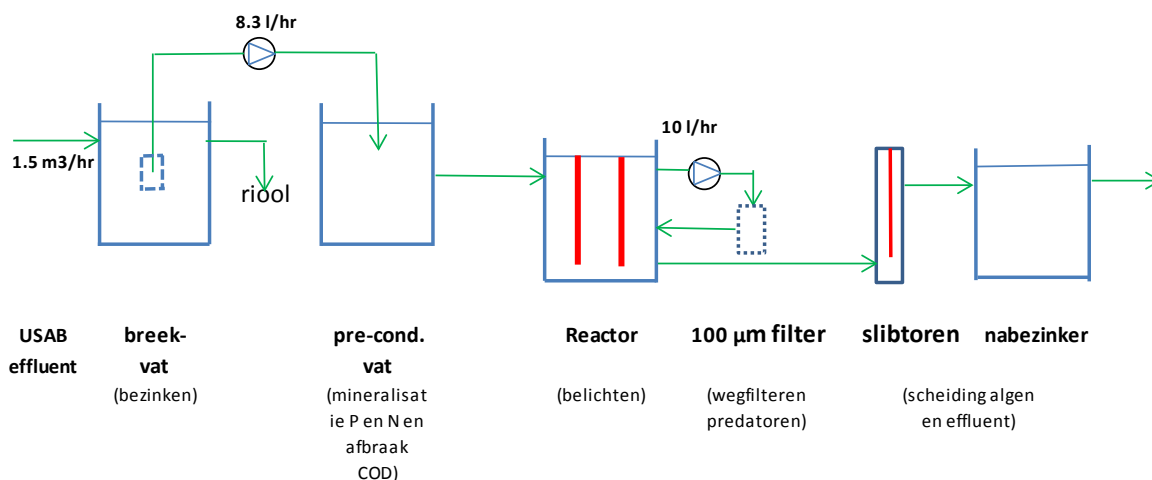 8.3 l/hr
1.5 m3/hr
riool
10 l/hr
USAB
effluent
breek-
vat
(bezinken)
pre-cond.
vat
(mineralisat
ie P en N en
afbraak
COD)
Reactor
(belichten)
100 µm filter
(wegfilteren
predatoren)
slibtoren
nabezinker
(scheiding algen
en effluent)